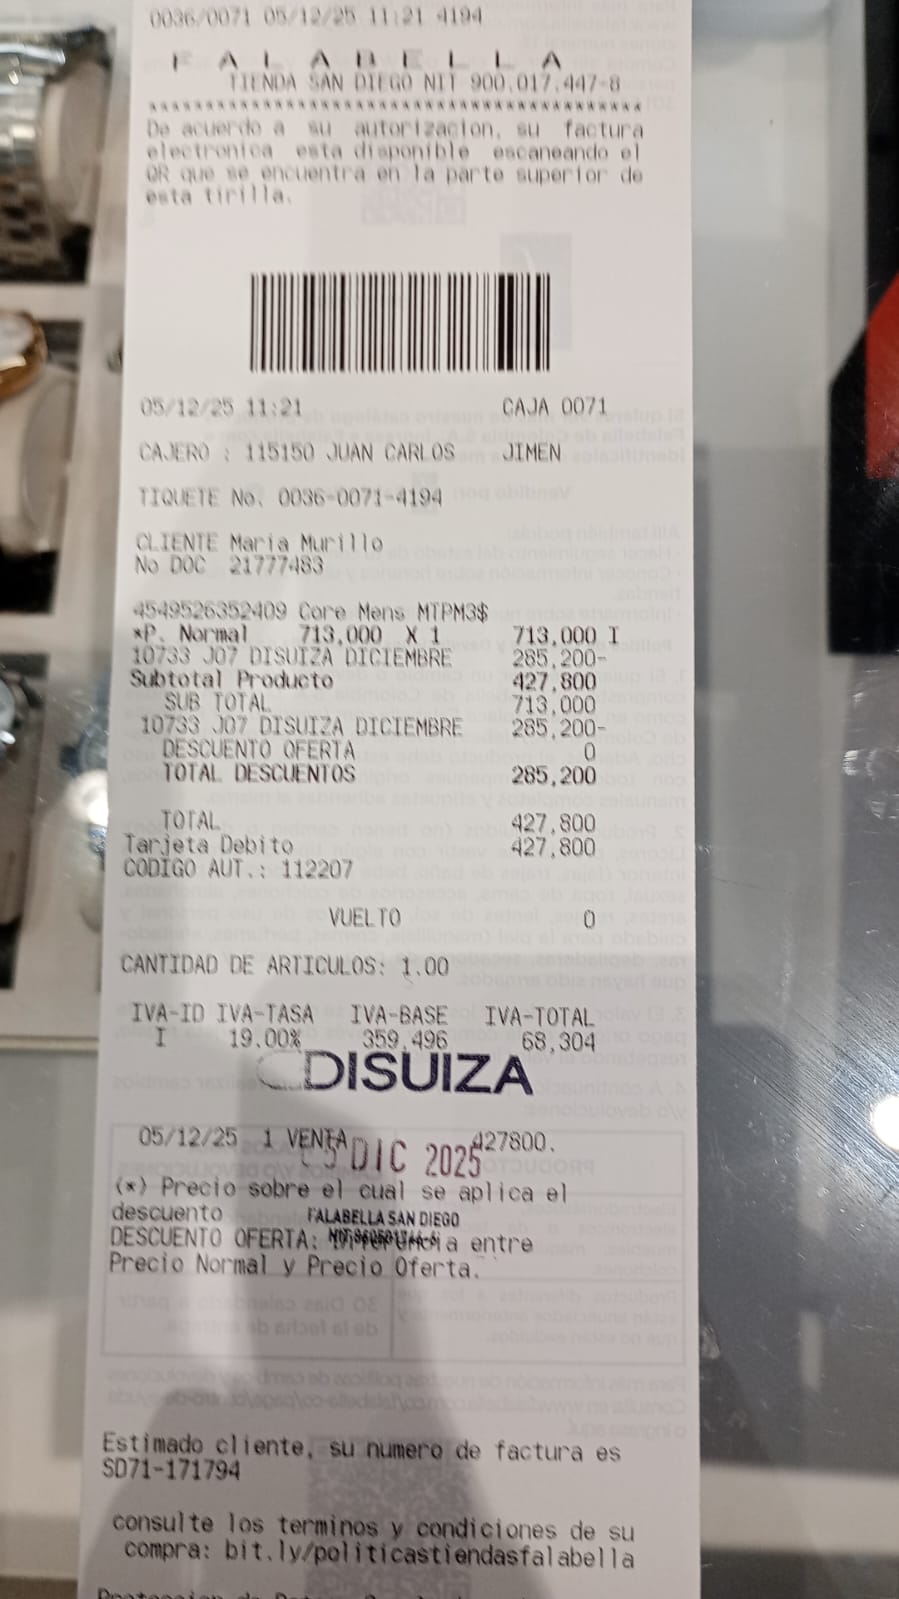 0036/0071 05/12/25 11:21 4194
F A L A B E L L A
TIENDA SAN DIEGO NIT 900.017.447-8
******************************************
De acuerdo a su autorizacion, su factura
electronica esta disponible escaneando el
QR que se encuentra en la parte superior de
esta tirilla.
05/12/25 11:21 CAJA 0071
CAJERO : 115150 JUAN CARLOS JIMEN
TIQUETE No. 0036-0071-4194
CLIENTE Maria Murillo
No DOC 21777483
4549526352409 Core Mens MTPM3$
*P. Normal 713,000 X 1 713,000 I
10733 J07 DISUIZA DICIEMBRE 285,200-
Subtotal Producto 427,800
SUB TOTAL 713,000
10733 J07 DISUIZA DICIEMBRE 285,200-
DESCUENTO OFERTA 0
TOTAL DESCUENTOS 285,200
TOTAL 427,800
Tarjeta Debito 427,800
CODIGO AUT.: 112207
VUELTO 0
CANTIDAD DE ARTICULOS: 1.00
IVA-ID IVA-TASA IVA-BASE IVA-TOTAL
I 19.00% 359,496 68,304
DISUIZA
05/12/25 1 VENTA 427800.
5 DIC 2025
(*) Precio sobre el cual se aplica el
descuento
FALABELLA SAN DIEGO
DESCUENTO OFERTA: Diferencia entre
Precio Normal y Precio Oferta.
Estimado cliente, su numero de factura es
SD71-171794
consulte los terminos y condiciones de su
compra: bit.ly/politicastiendasfalabella